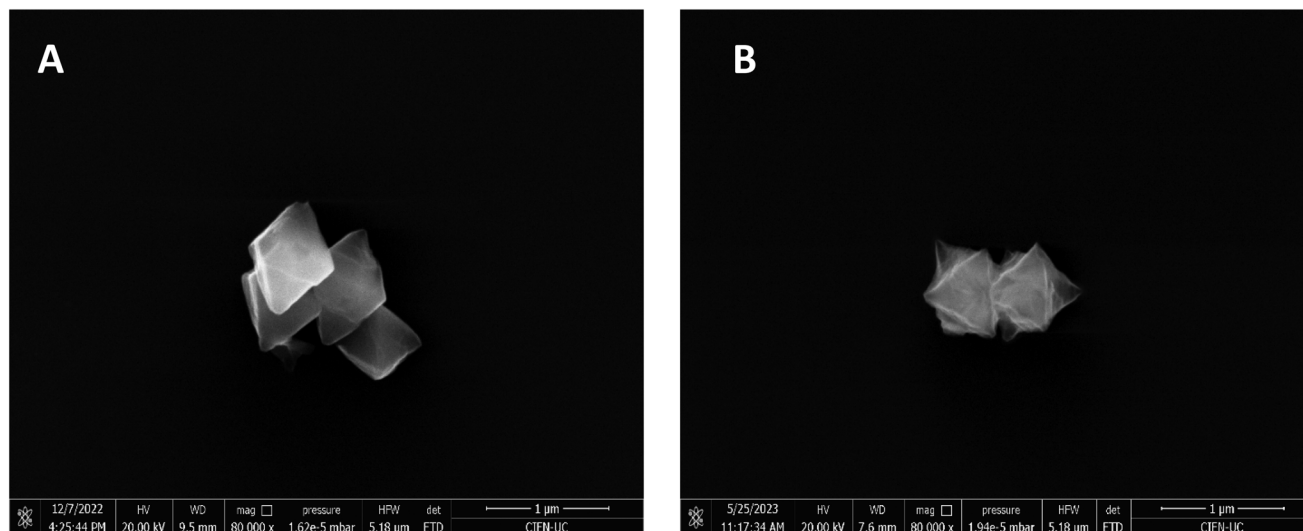 A
B
12/7/2022 HV WD mag pressure HFW det 1 µm
4:25:44 PM 20.00 kV 9.5 mm 80 000 x 1.62e-5 mbar 5.18 µm ETD CIEN-UC
5/25/2023 HV WD mag pressure HFW det 1 µm
11:17:34 AM 20.00 kV 7.6 mm 80 000 x 1.94e-5 mbar 5.18 µm ETD CIEN-UC